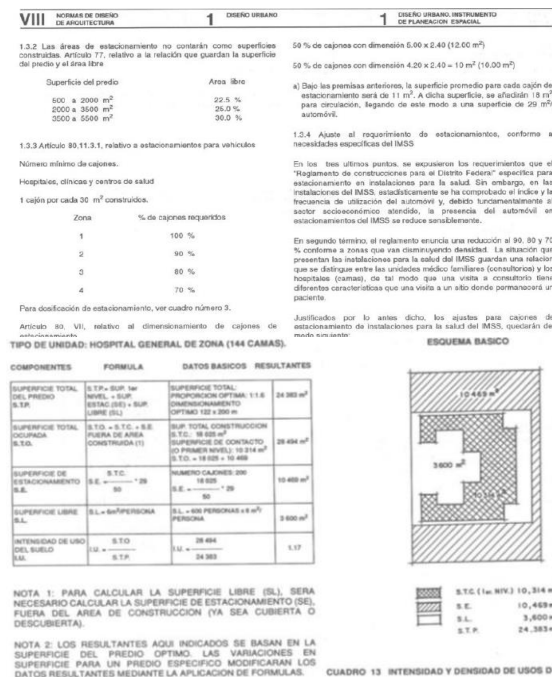 VIII NORMAS DE DISEÑO DE ARQUITECTURA 1 DISEÑO URBANO
1 DISEÑO URBANO, INSTRUMENTO DE PLANEACION ESPACIAL
1.3.2 Las áreas de estacionamiento no contarán como superficies
construidas. Artículo 77, relativo a la relación que guardan la superficie
del predio y el área libre
Superficie del predio Area libre
500 a 2000 m² 22.5 %
2000 a 3500 m² 25.0 %
3500 a 5500 m² 30.0 %
1.3.3 Artículo 80,11.3.1, relativo a estacionamientos para vehículos
Número mínimo de cajones.
Hospitales, clínicas y centros de salud
1 cajón por cada 30 m² construidos.
Zona % de cajones requeridos
1 100 %
2 90 %
3 80 %
4 70 %
Para dosificación de estacionamiento, ver cuadro número 3.
Artículo 80. VII, relativo al dimensionamiento de cajones de
estacionamiento
50 % de cajones con dimensión 5.00 x 2.40 (12.00 m²)
50 % de cajones con dimensión 4.20 x 2.40 = 10 m² (10.00 m²)
a) Bajo las premisas anteriores, la superficie promedio para cada cajón de
estacionamiento será de 11 m². A dicha superficie, se añadirán 18 m²
para circulación, llegando de este modo a una superficie de 29 m²/
automóvil.
1.3.4 Ajuste al requerimiento de estacionamientos, conforme a
necesidades específicas del IMSS
En los tres ultimos puntos, se expusieron los requerimientos que el
"Reglamento de construcciones para el Distrito Federal" especifica para
estacionamiento en instalaciones para la salud. Sin embargo, en las
instalaciones del IMSS, estadísticamente se ha comprobado el índice y la
frecuencia de utilización del automóvil y, debido fundamentalmente al
sector socioeconómico atendido, la presencia del automóvil en
estacionamientos del IMSS se reduce sensiblemente.
En segundo término, el reglamento enuncia una reducción al 90, 80 y 70
% conforme a zonas que van disminuyendo densidad. La situación que
presentan las instalaciones para la salud del IMSS guardan una relación
que se distingue entre las unidades médico familiares (consultorios) y los
hospitales (camas), de tal modo que una visita a consultorio tiene
diferentes características que una visita a un sitio donde permanecerá un
paciente.
Justificados por lo antes dicho, los ajustes para cajones de
estacionamiento de instalaciones para la salud del IMSS, quedarán de
modo siguiente:
TIPO DE UNIDAD: HOSPITAL GENERAL DE ZONA (144 CAMAS).
COMPONENTES FORMULA DATOS BASICOS RESULTANTES
SUPERFICIE TOTAL DEL PREDIO S.T.P. S.T.P.= SUP. 1er NIVEL. + SUP. ESTAC.(SE) + SUP. LIBRE (SL) SUPERFICIE TOTAL: PROPORCION OPTIMA: 1:1.6 DIMENSIONAMIENTO OPTIMO 122 x 200 m 24 383 m²
SUPERFICIE TOTAL OCUPADA S.T.O. S.T.O. = S.T.C. + S.E. FUERA DE AREA CONSTRUIDA (1) SUP. TOTAL CONSTRUCCION S.T.C.: 18 025 m² SUPERFICIE DE CONTACTO (O PRIMER NIVEL): 10 314 m² S.T.O. = 18 025 + 10 469 28 494 m²
SUPERFICIE DE ESTACIONAMIENTO S.E. S.E. = S.T.C. / 50 * 29 NUMERO CAJONES: 200 S.E. = 18 025 / 50 * 29 10 469 m²
SUPERFICIE LIBRE S.L. S.L = 6m²/PERSONA S.L. = 600 PERSONAS x 6 m²/ PERSONA 3 600 m²
INTENSIDAD DE USO DEL SUELO I.U. I.U. = S.T.O / S.T.P. I.U. = 28 494 / 24 383 1.17
NOTA 1: PARA CALCULAR LA SUPERFICIE LIBRE (SL), SERA
NECESARIO CALCULAR LA SUPERFICIE DE ESTACIONAMIENTO (SE),
FUERA DEL AREA DE CONSTRUCCION (YA SEA CUBIERTA O
DESCUBIERTA).
NOTA 2: LOS RESULTANTES AQUI INDICADOS SE BASAN EN LA
SUPERFICIE DEL PREDIO OPTIMO. LAS VARIACIONES EN
SUPERFICIE PARA UN PREDIO ESPECIFICO MODIFICARAN LOS
DATOS RESULTANTES MEDIANTE LA APLICACION DE FORMULAS.
ESQUEMA BASICO
10 469 m²
3 600 m²
10 314 m²
S.T.C. (1er. NIV.) 10,314 m
S.E. 10,469
S.L. 3,600
S.T.P. 24,383
CUADRO 13 INTENSIDAD Y DENSIDAD DE USOS D